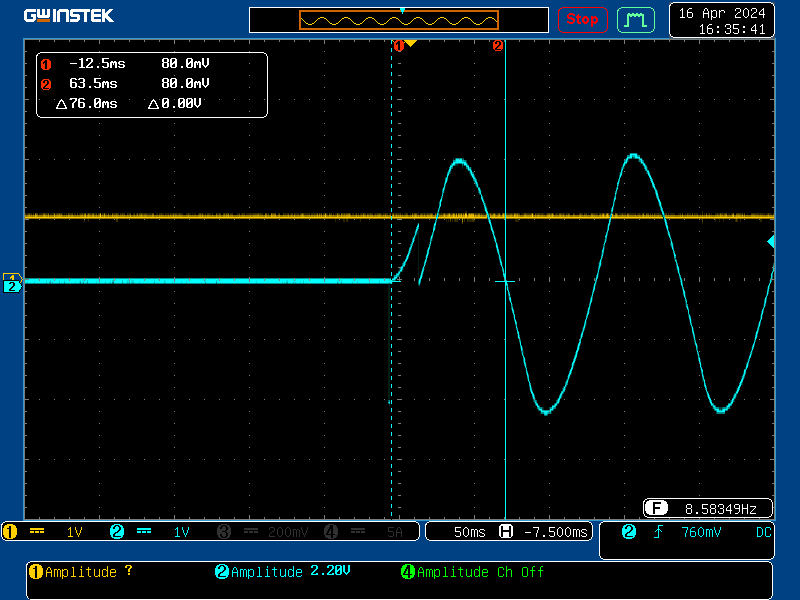 GWINSTEK
Stop
16 Apr 2024
16:35:41
1 2
1 -12.5ms 80.0mV
2 63.5ms 80.0mV
△76.0ms △0.00V
1
2
F 8.58349Hz
1 1V 2 1V 3 200mV 4 5A
50ms H -7.500ms
2 760mV DC
1 Amplitude ? 2 Amplitude 2.20V 4 Amplitude Ch Off